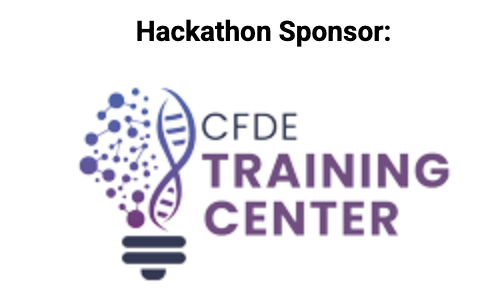 Hackathon Sponsor:
CFDE
TRAINING
CENTER